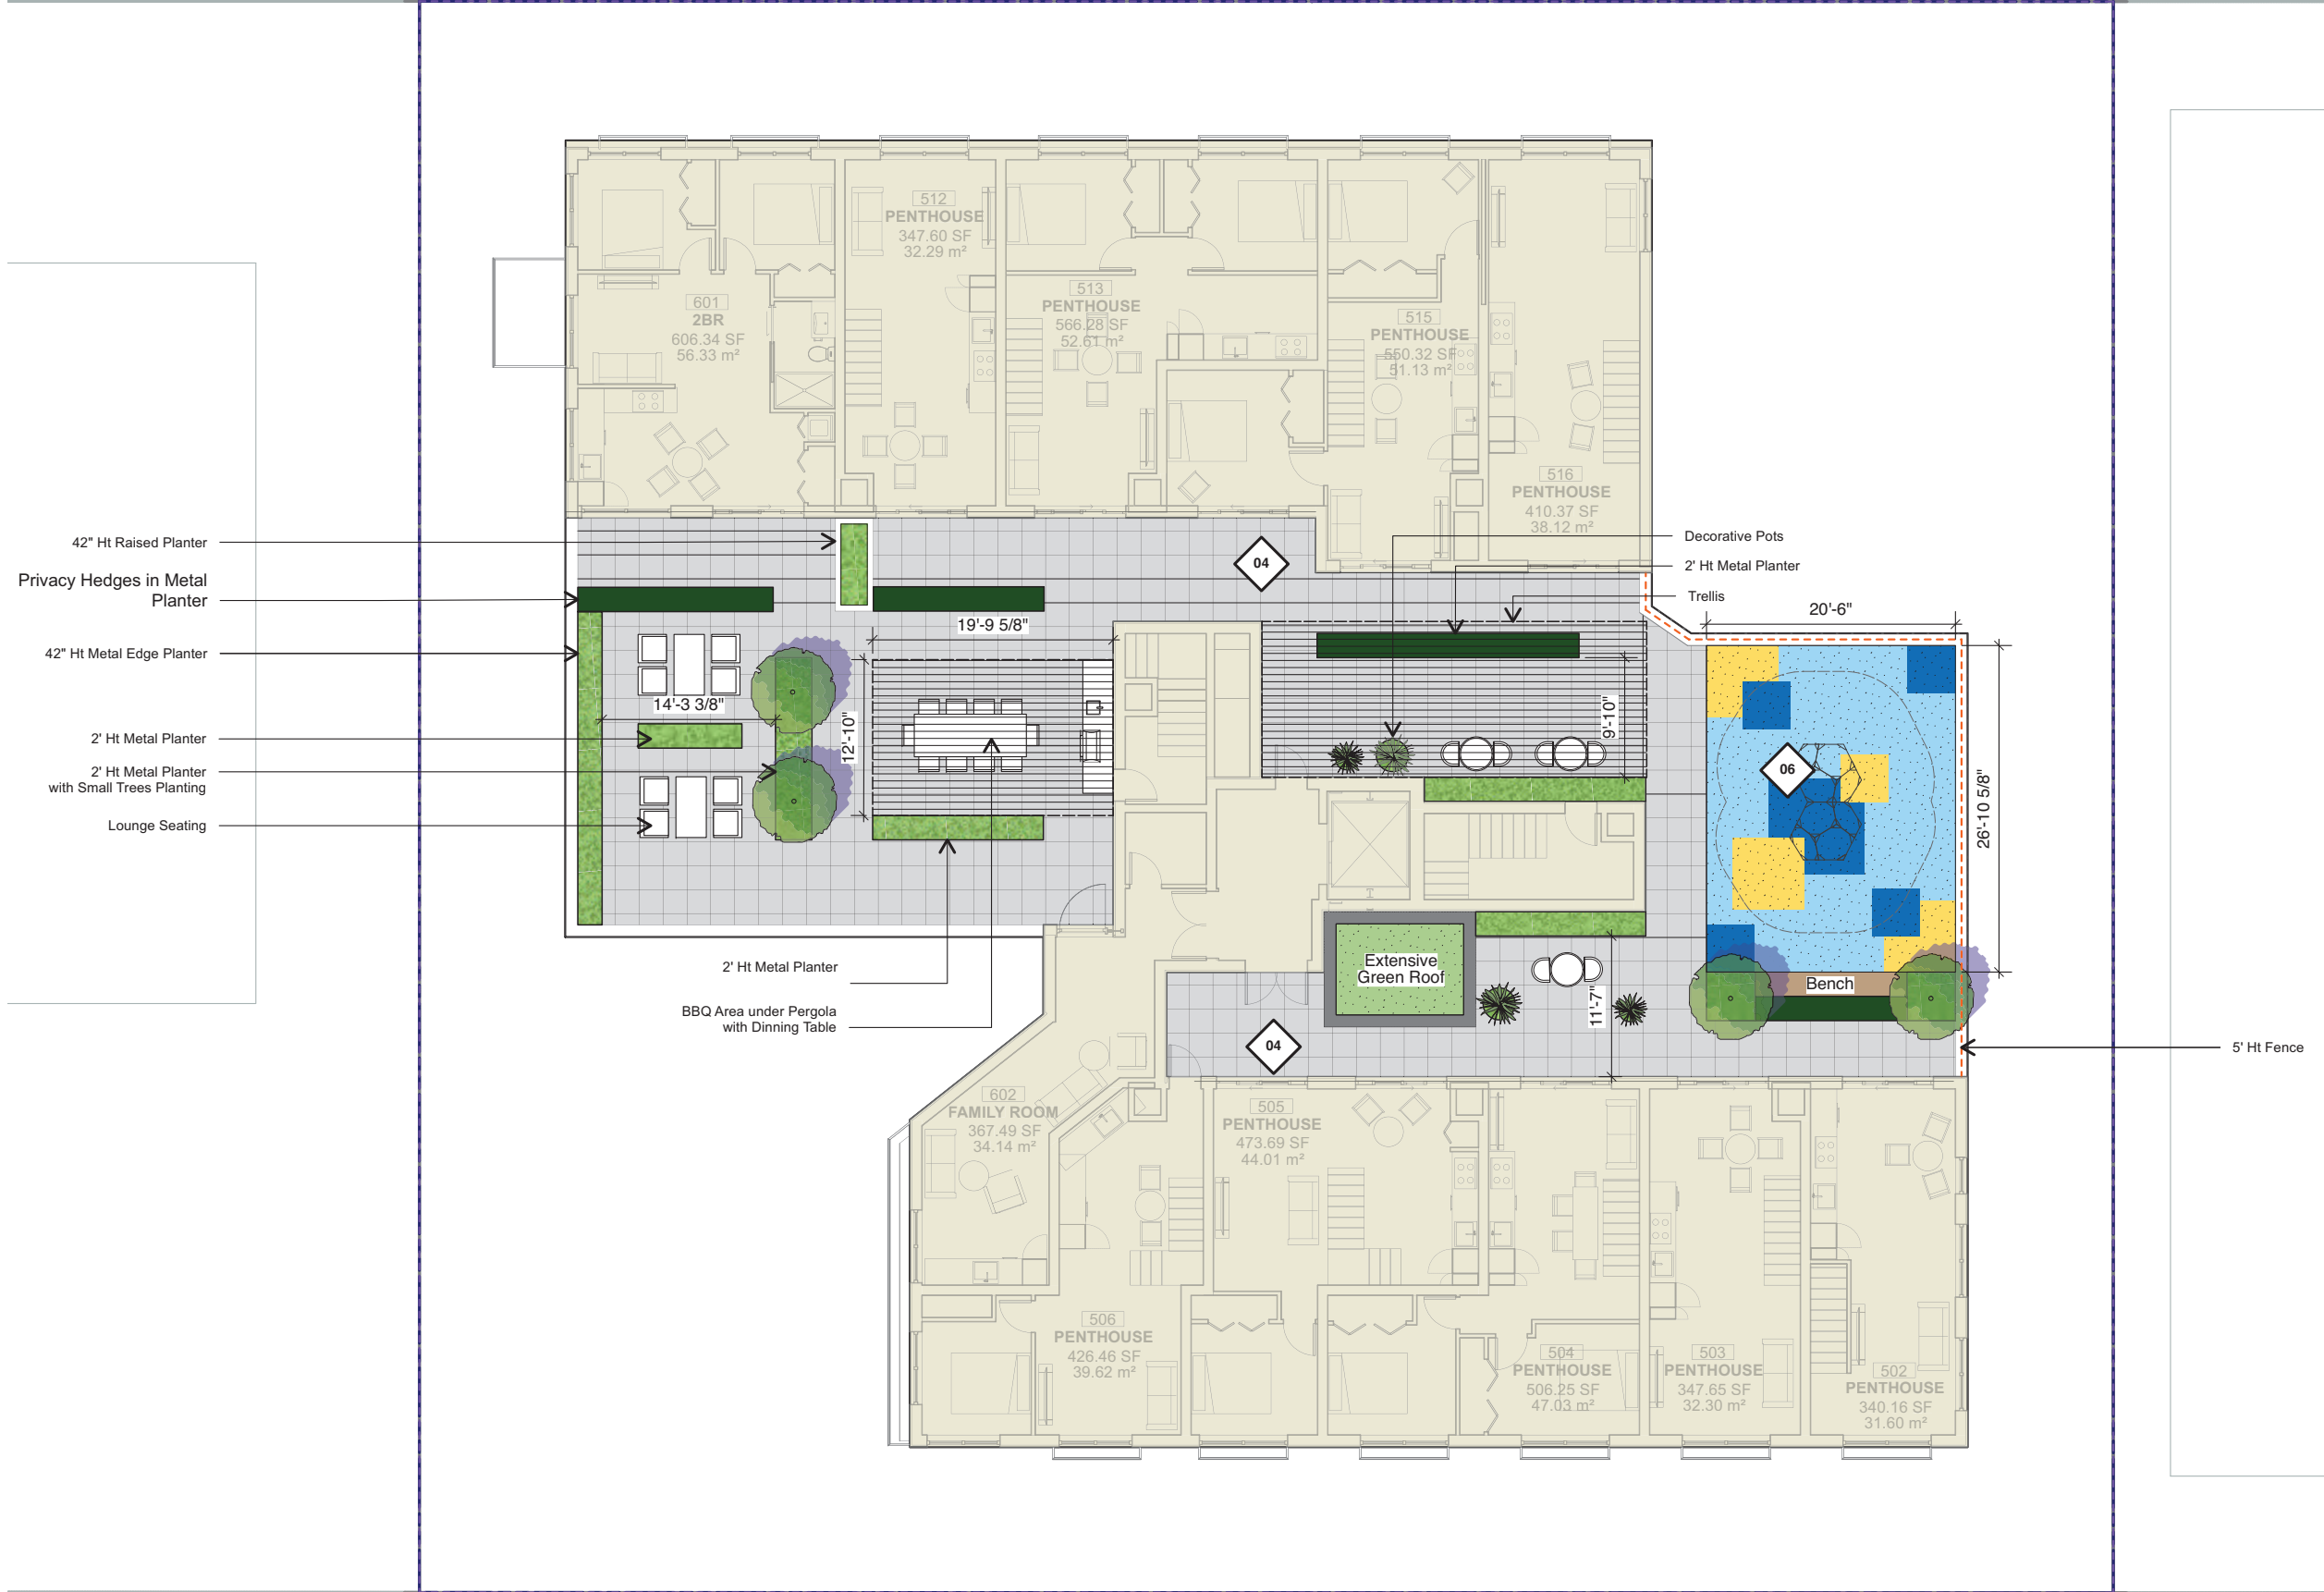 512
PENTHOUSE
347.60 SF
32.29 m²
601
2BR
606.34 SF
56.33 m²
513
PENTHOUSE
566.28 SF
52.61 m²
515
PENTHOUSE
550.32 SF
51.13 m²
516
PENTHOUSE
410.37 SF
38.12 m²
42" Ht Raised Planter
Privacy Hedges in Metal
Planter
42" Ht Metal Edge Planter
2' Ht Metal Planter
2' Ht Metal Planter
with Small Trees Planting
Lounge Seating
04
Decorative Pots
2' Ht Metal Planter
Trellis
20'-6"
19'-9 5/8"
14'-3 3/8"
12'-10"
9'-10"
06
26'-10 5/8"
2' Ht Metal Planter
BBQ Area under Pergola
with Dinning Table
Extensive
Green Roof
11'-7"
Bench
04
5' Ht Fence
602
FAMILY ROOM
367.49 SF
34.14 m²
505
PENTHOUSE
473.69 SF
44.01 m²
506
PENTHOUSE
426.46 SF
39.62 m²
504
PENTHOUSE
506.25 SF
47.03 m²
503
PENTHOUSE
347.65 SF
32.30 m²
502
PENTHOUSE
340.16 SF
31.60 m²